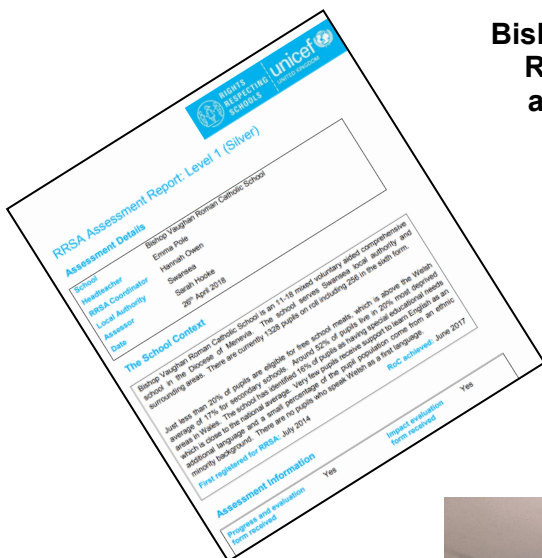 Bish
R
a
RIGHTS
RESPECTING
SCHOOLS
unicef
UNITED KINGDOM
RRSA Assessment Report: Level 1 (Silver)
Assessment Details
School Bishop Vaughan Roman Catholic School
Headteacher Emma Pole
RRSA Coordinator Hannah Owen
Local Authority Swansea
Assessor Sarah Hooke
Date 26th April 2018
The School Context
Bishop Vaughan Roman Catholic School is an 11-18 mixed voluntary aided comprehensive
school in the Diocese of Menevia. The school serves Swansea local authority and
surrounding areas. There are currently 1328 pupils on roll including 256 in the sixth form.
Just less than 20% of pupils are eligible for free school meals, which is above the Welsh
average of 17% for secondary schools. Around 52% of pupils live in 20% most deprived
areas in Wales. The school has identified 16% of pupils as having special educational needs
which is close to the national average. Very few pupils receive support to learn English as an
additional language and a small percentage of the pupil population come from an ethnic
minority background. There are no pupils who speak Welsh as a first language.
First registered for RRSA: July 2014 RoC achieved: June 2017
Assessment Information
Progress and evaluation
form received Yes
Impact evaluation
form received Yes